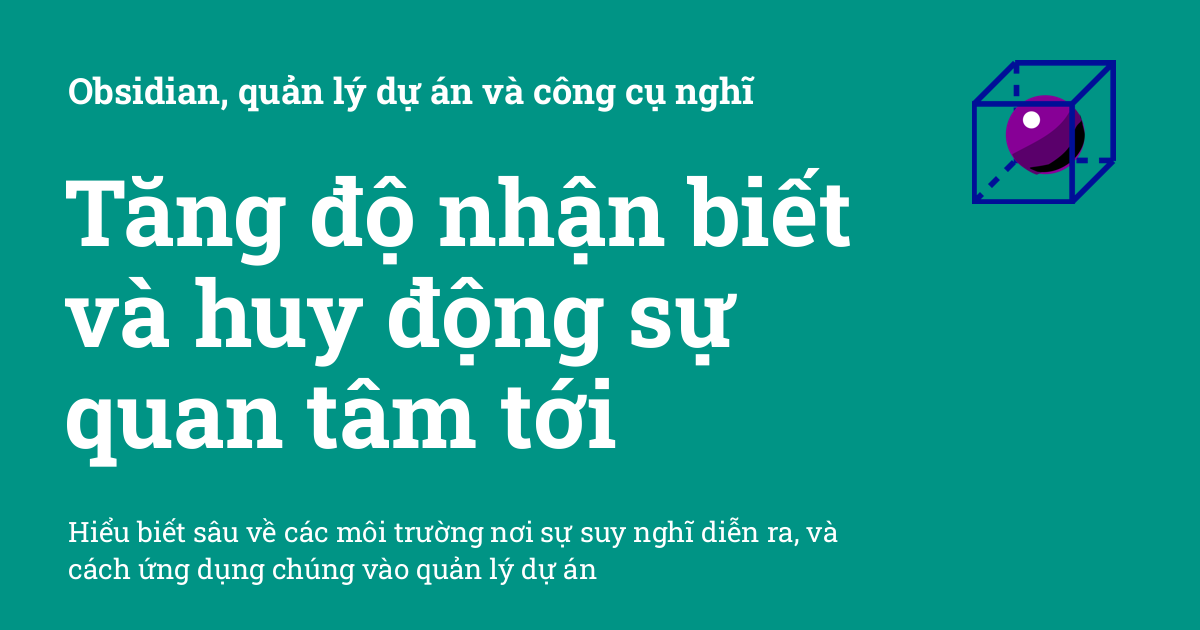 Obsidian, quản lý dự án và công cụ nghĩ
Tăng độ nhận biết
và huy động sự
quan tâm tới
Hiểu biết sâu về các môi trường nơi sự suy nghĩ diễn ra, và
cách ứng dụng chúng vào quản lý dự án